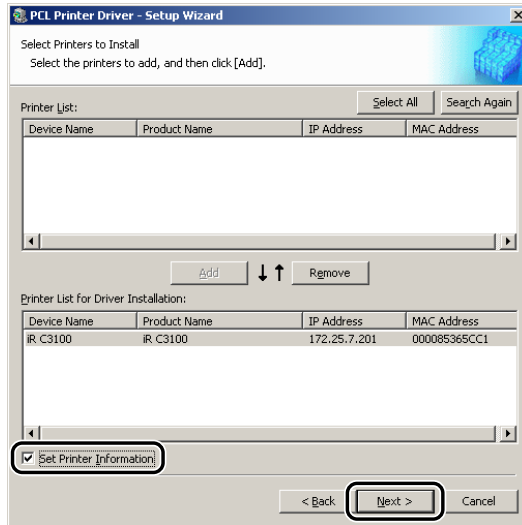 PCL Printer Driver - Setup Wizard
Select Printers to Install
Select the printers to add, and then click [Add].
Printer List:
Select All
Search Again
Device Name Product Name IP Address MAC Address
Add
Remove
Printer List for Driver Installation:
Device Name Product Name IP Address MAC Address
iR C3100 iR C3100 172.25.7.201 000085365CC1
Set Printer Information
< Back
Next >
Cancel